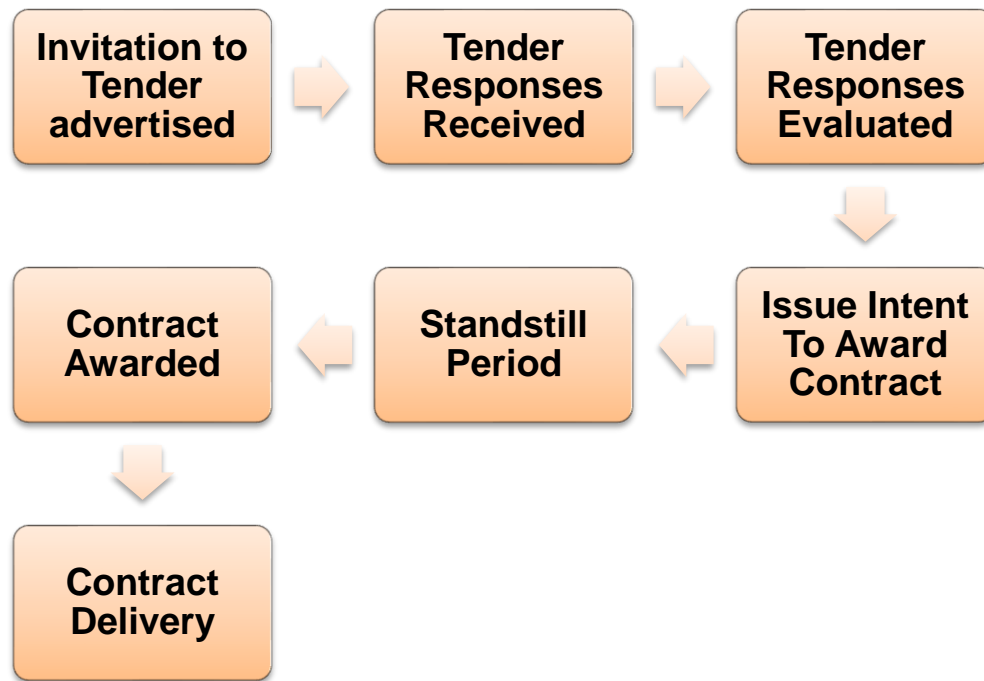 Invitation to
Tender
advertised
Tender
Responses
Received
Tender
Responses
Evaluated
Issue Intent
To Award
Contract
Standstill
Period
Contract
Awarded
Contract
Delivery